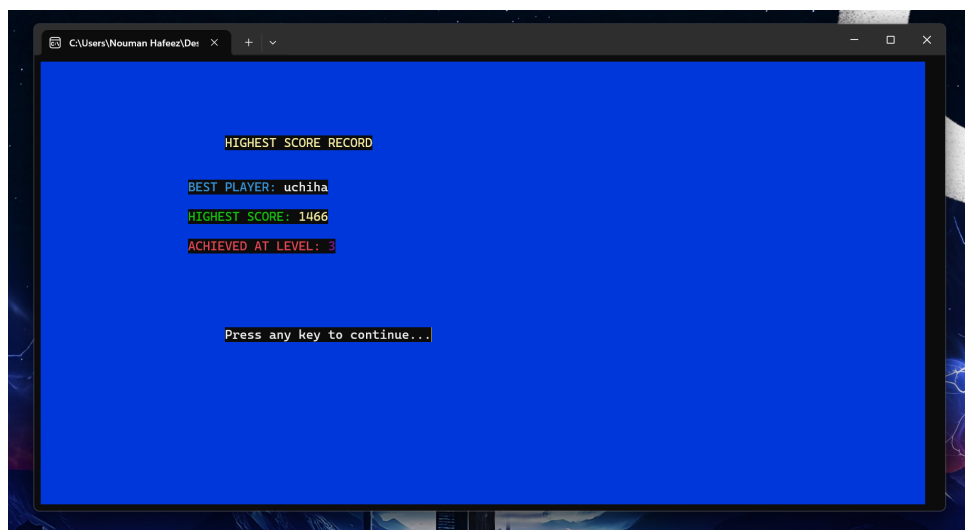 C:\Users\Nouman Hafeez\Des
HIGHEST SCORE RECORD
BEST PLAYER: uchiha
HIGHEST SCORE: 1466
ACHIEVED AT LEVEL: 3
Press any key to continue...